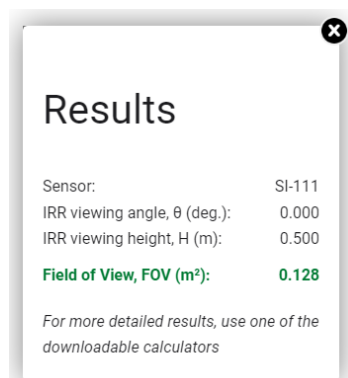 Results
Sensor: SI-111
IRR viewing angle, θ (deg.): 0.000
IRR viewing height, H (m): 0.500
Field of View, FOV (m²): 0.128
For more detailed results, use one of the
downloadable calculators